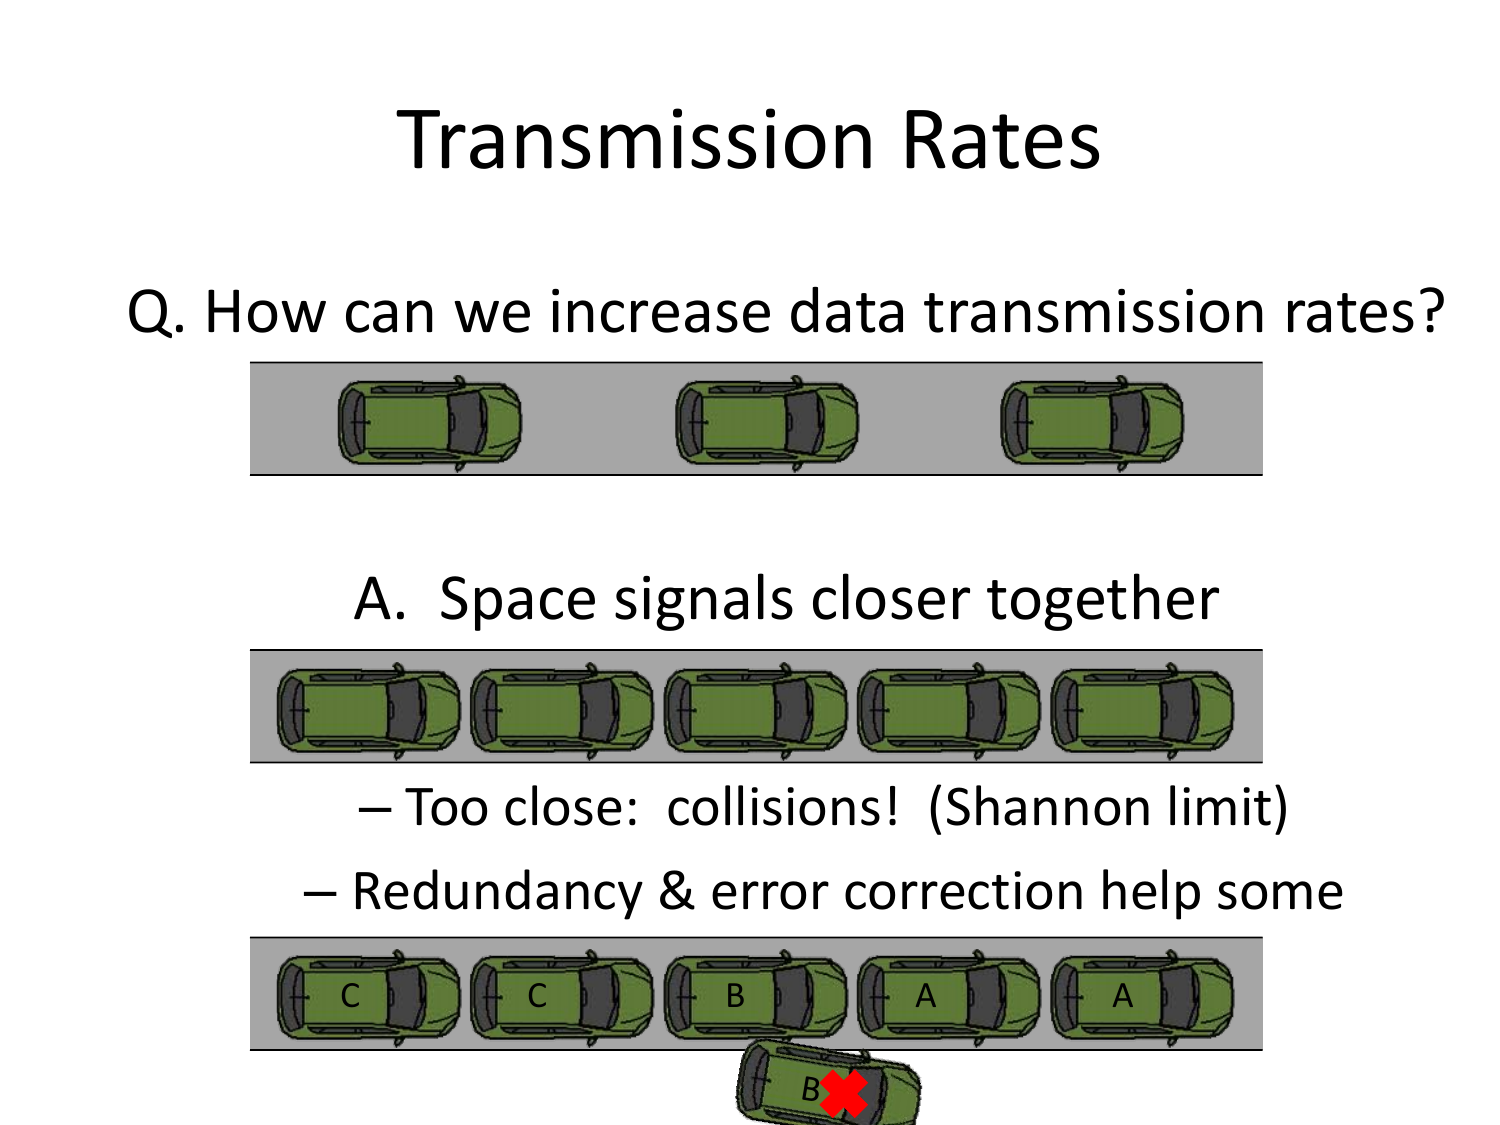 Transmission Rates
Q. How can we increase data transmission rates?
A.  Space signals closer together
– Too close:  collisions!  (Shannon limit)
– Redundancy & error correction help some
C C B A A
B